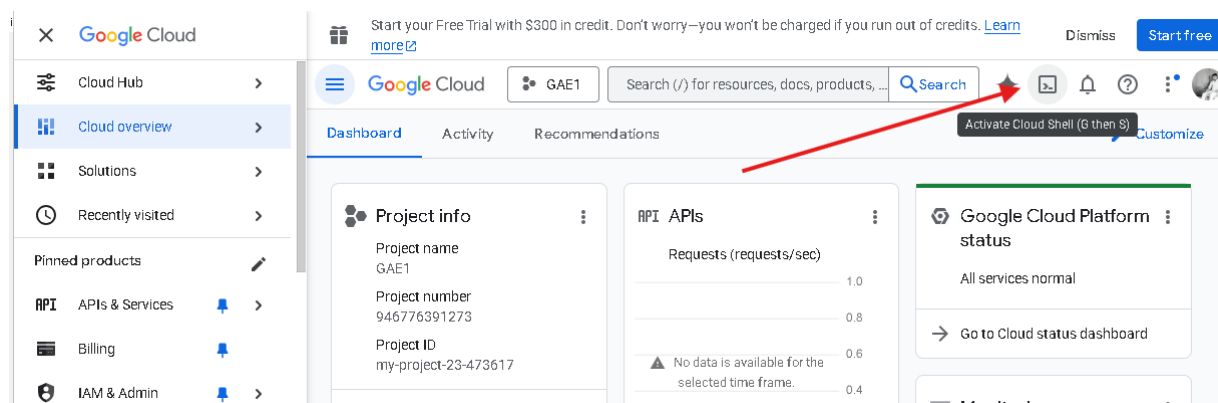 Start your Free Trial with $300 in credit. Don't worry—you won't be charged if you run out of credits. Learn
more
Dismiss
Start free
Google Cloud
Cloud Hub
Cloud overview
Solutions
Recently visited
Pinned products
API APIs & Services
Billing
IAM & Admin
Google Cloud
GAE1
Search (/) for resources, docs, products, ...
Search
Activate Cloud Shell (G then S)
Dashboard
Activity
Recommendations
Customize
Project info
Project name
GAE1
Project number
946776391273
Project ID
my-project-23-473617
API APIs
Requests (requests/sec)
1.0
0.8
0.6
0.4
No data is available for the
selected time frame.
Google Cloud Platform
status
All services normal
Go to Cloud status dashboard